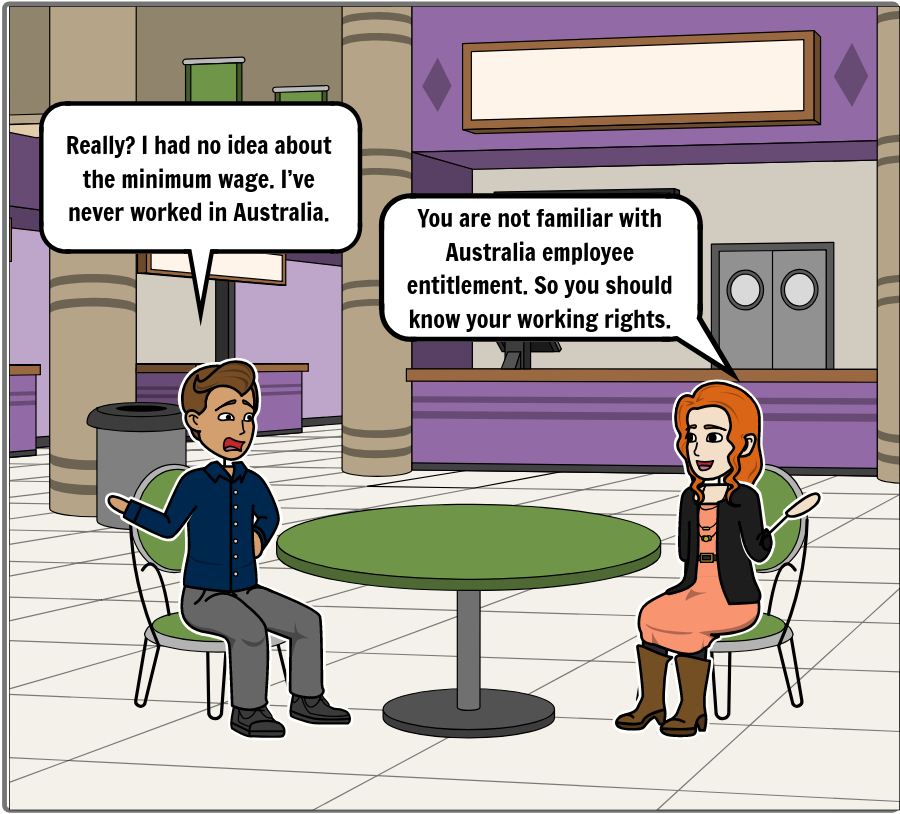 Really? I had no idea about
the minimum wage. I've
never worked in Australia.
You are not familiar with
Australia employee
entitlement. So you should
know your working rights.